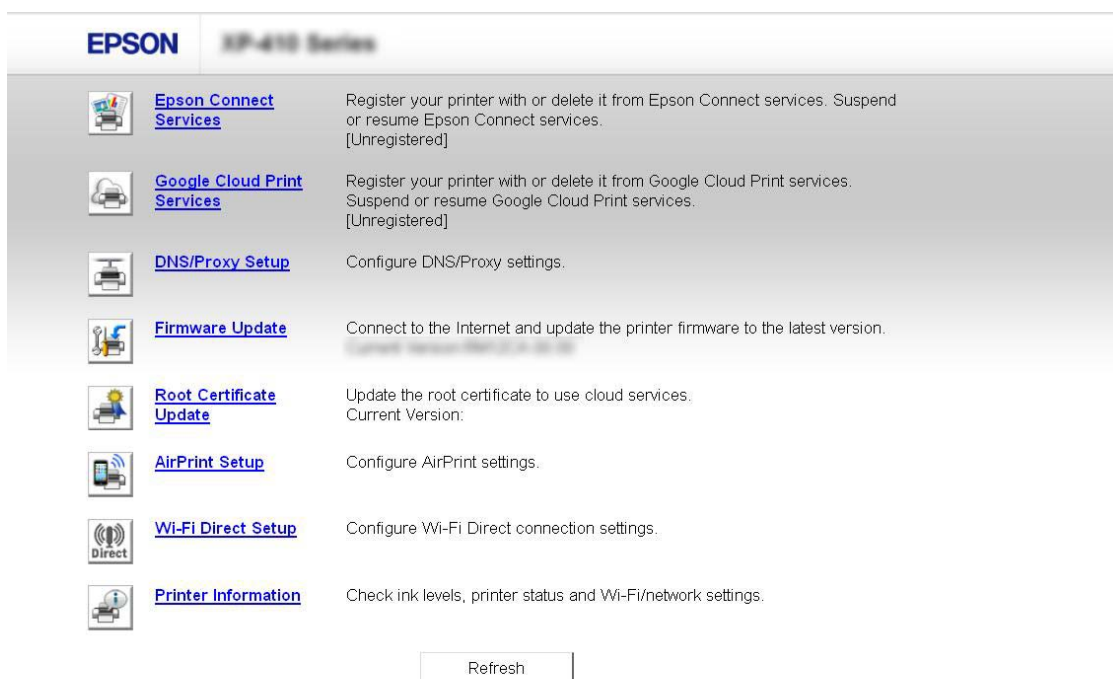 EPSON
XP-410 Series
Epson Connect
Services
Register your printer with or delete it from Epson Connect services. Suspend
or resume Epson Connect services.
[Unregistered]
Google Cloud Print
Services
Register your printer with or delete it from Google Cloud Print services.
Suspend or resume Google Cloud Print services.
[Unregistered]
DNS/Proxy Setup
Configure DNS/Proxy settings.
Firmware Update
Connect to the Internet and update the printer firmware to the latest version.
Root Certificate
Update
Update the root certificate to use cloud services.
Current Version:
AirPrint Setup
Configure AirPrint settings.
Direct
Wi-Fi Direct Setup
Configure Wi-Fi Direct connection settings.
Printer Information
Check ink levels, printer status and Wi-Fi/network settings.
Refresh